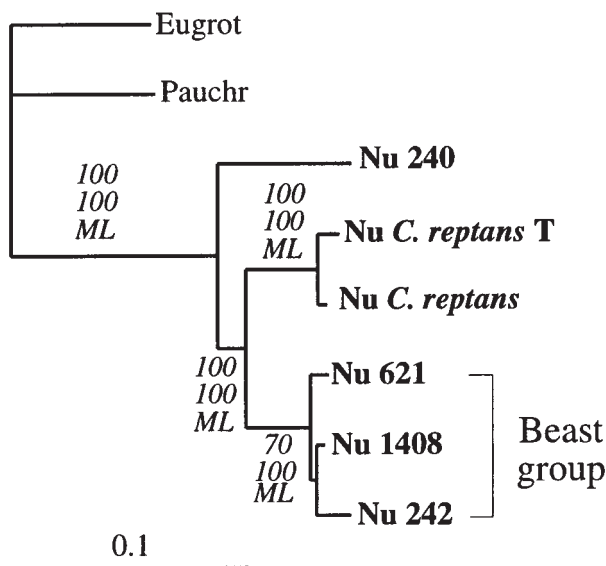 Eugrot
Pauchr
100
100
ML
Nu 240
100
100
ML
Nu C. reptans T
Nu C. reptans
100
100
ML
Nu 621
70
100
ML
Nu 1408
Nu 242
Beast
group
0.1